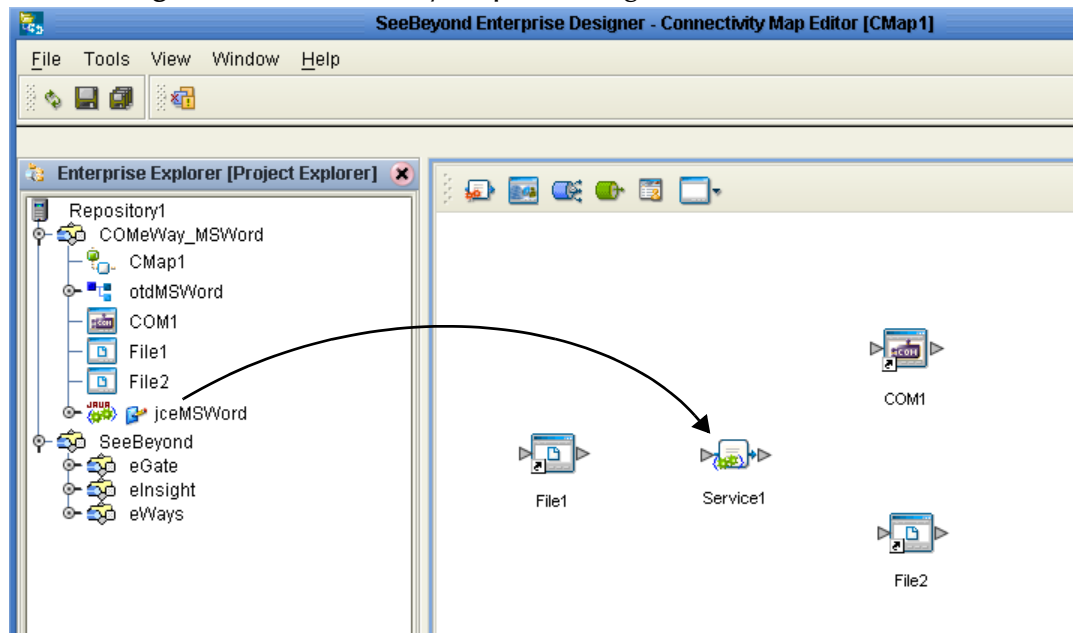 SeeBeyond Enterprise Designer - Connectivity Map Editor [CMap1]
File Tools View Window Help
Enterprise Explorer [Project Explorer]
Repository1
COMeWay_MSWord
CMap1
otdMSWord
COM1
File1
File2
jceMSWord
SeeBeyond
eGate
eInsight
eWays
COM1
File1
Service1
File2